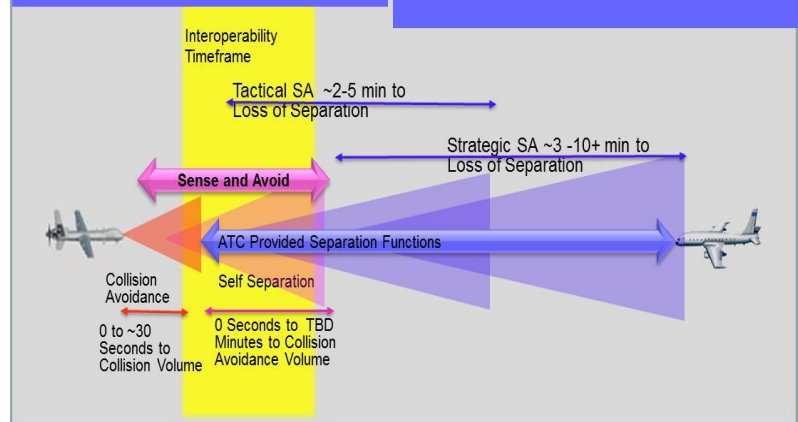 Interoperability
Timeframe
Tactical SA ~2-5 min to
Loss of Separation
Strategic SA ~3 -10+ min to
Loss of Separation
Sense and Avoid
ATC Provided Separation Functions
Collision
Avoidance
Self Separation
0 to ~30
Seconds to
Collision Volume
0 Seconds to TBD
Minutes to Collision
Avoidance Volume